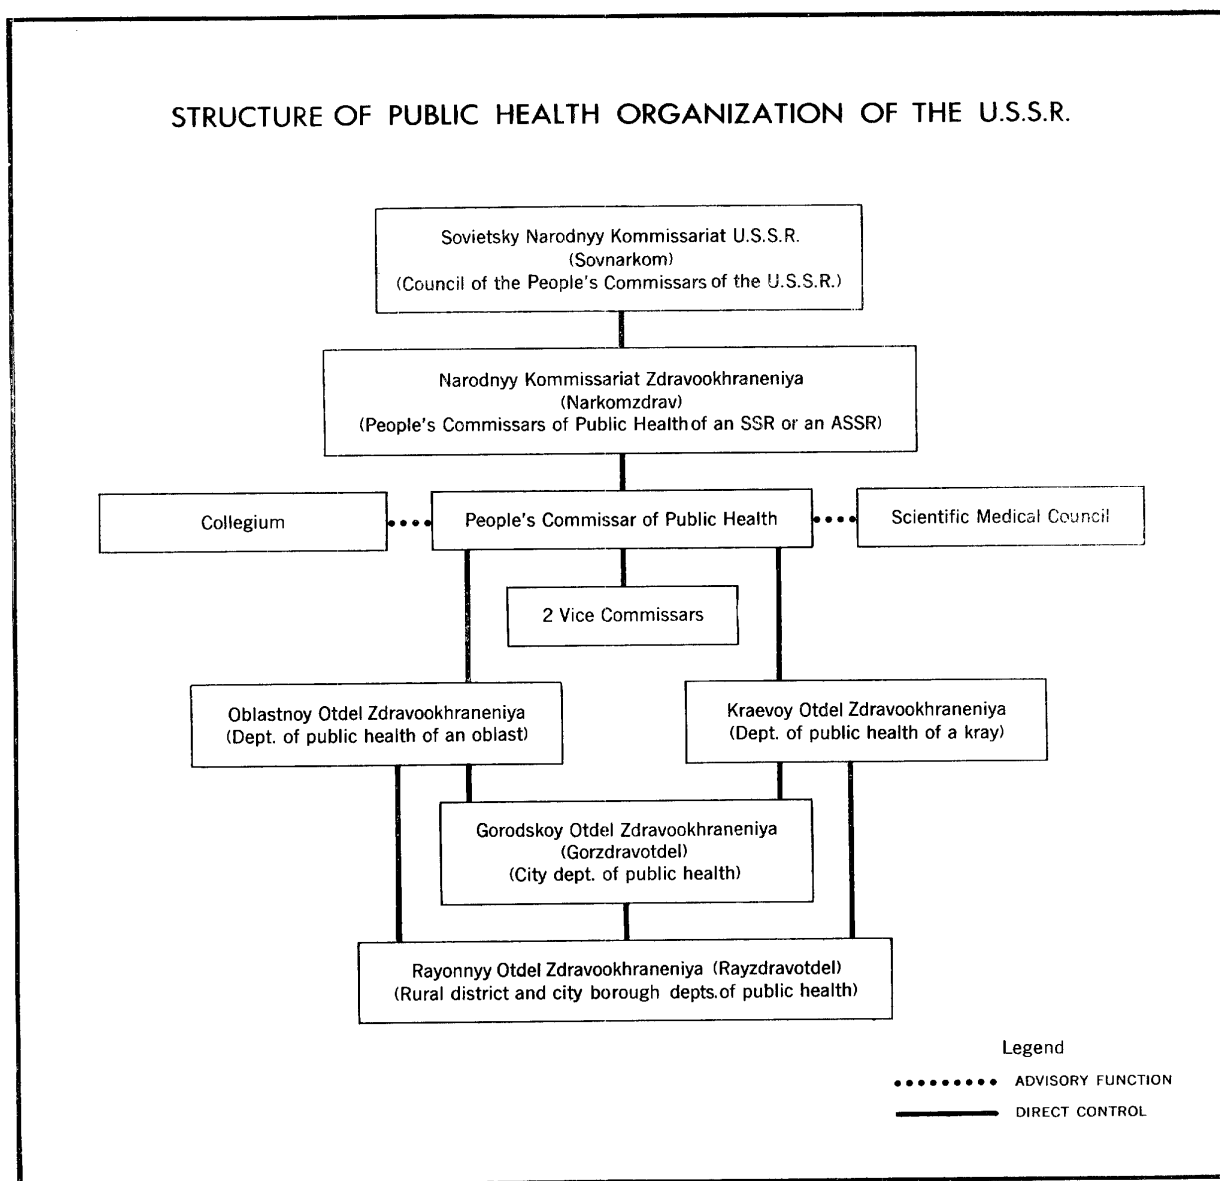 STRUCTURE OF PUBLIC HEALTH ORGANIZATION OF THE U.S.S.R.
Sovietsky Narodnyy Kommissariat U.S.S.R.
(Sovnarkom)
(Council of the People's Commissars of the U.S.S.R.)
Narodnyy Kommissariat Zdravookhraneniya
(Narkomzdrav)
(People's Commissars of Public Health of an SSR or an ASSR)
Collegium
People's Commissar of Public Health
Scientific Medical Council
2 Vice Commissars
Oblastnoy Otdel Zdravookhraneniya
(Dept. of public health of an oblast)
Kraevoy Otdel Zdravookhraneniya
(Dept. of public health of a kray)
Gorodskoy Otdel Zdravookhraneniya
(Gorzdravotdel)
(City dept. of public health)
Rayonnyy Otdel Zdravookhraneniya (Rayzdravotdel)
(Rural district and city borough depts. of public health)
Legend
ADVISORY FUNCTION
DIRECT CONTROL